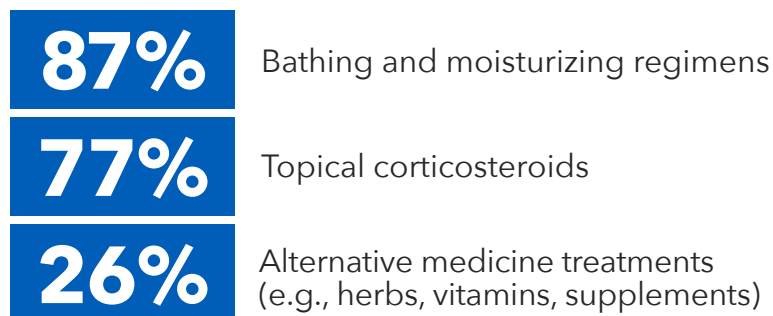 87% Bathing and moisturizing regimens
77% Topical corticosteroids
26% Alternative medicine treatments
(e.g., herbs, vitamins, supplements)